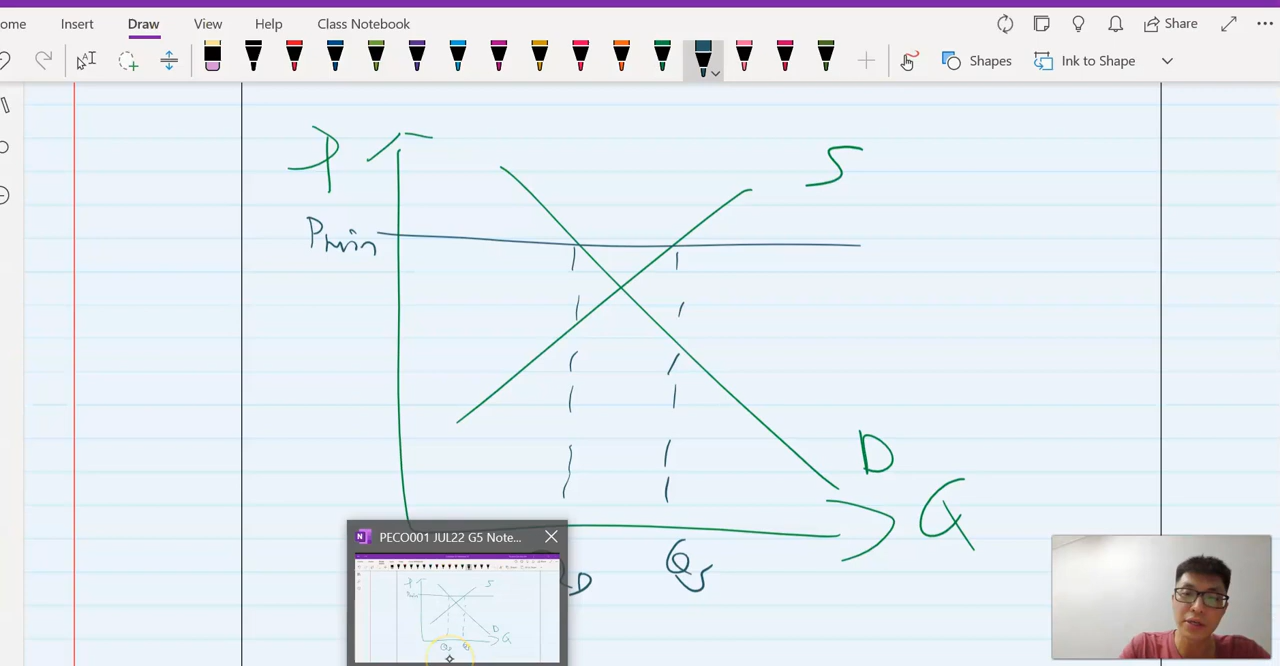 ome Insert Draw View Help Class Notebook Share
Shapes Ink to Shape
P
S
Pmin
D
Q
PECO001 JUL22 G5 Note...
D Qs